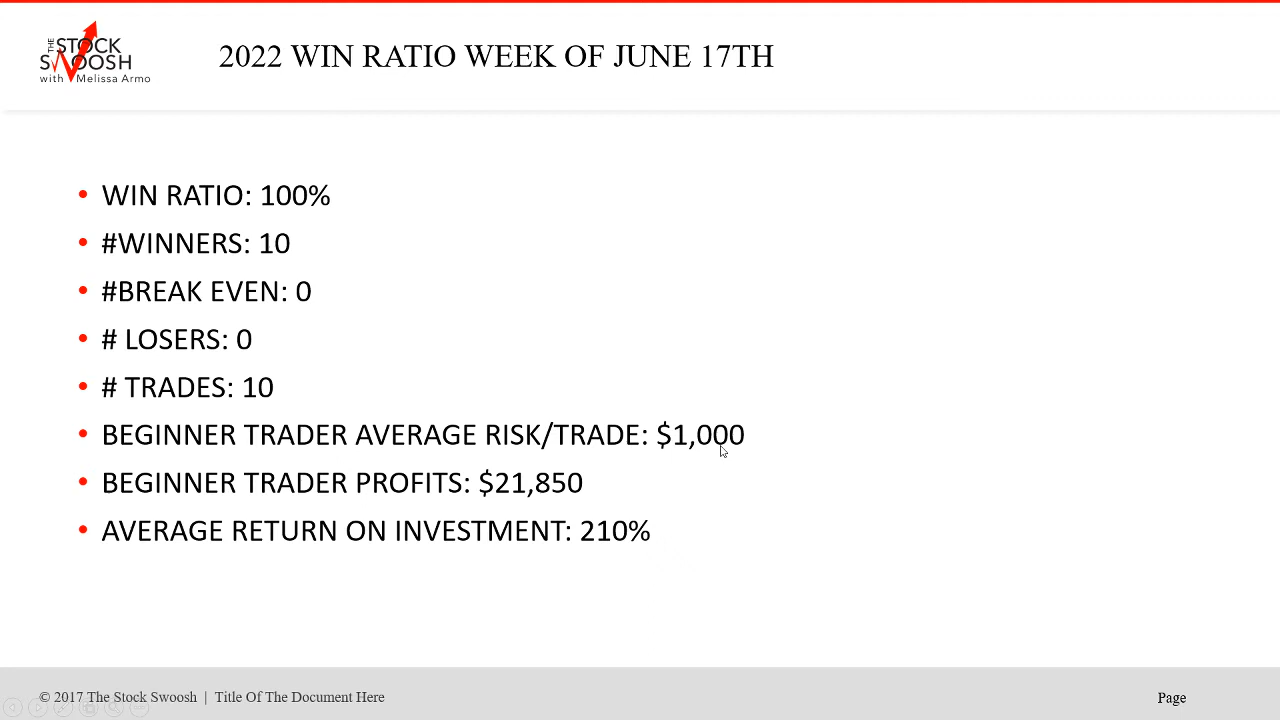 THE STOCK
SWOOSH
with Melissa Armo
2022 WIN RATIO WEEK OF JUNE 17TH
• WIN RATIO: 100%
• #WINNERS: 10
• #BREAK EVEN: 0
• # LOSERS: 0
• # TRADES: 10
• BEGINNER TRADER AVERAGE RISK/TRADE: $1,000
• BEGINNER TRADER PROFITS: $21,850
• AVERAGE RETURN ON INVESTMENT: 210%
© 2017 The Stock Swoosh | Title Of The Document Here
Page